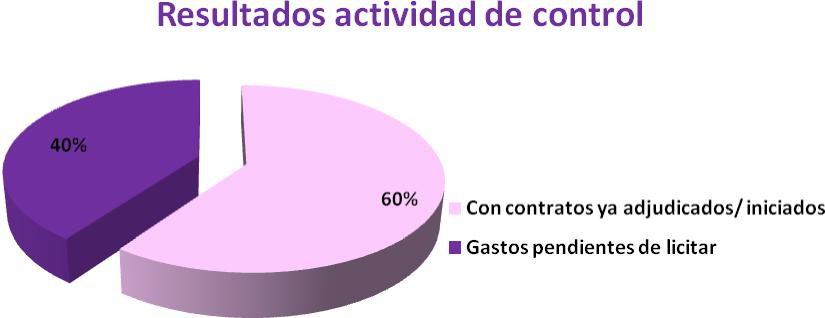 Resultados actividad de control
40%
60%
Con contratos ya adjudicados/ iniciados
Gastos pendientes de licitar